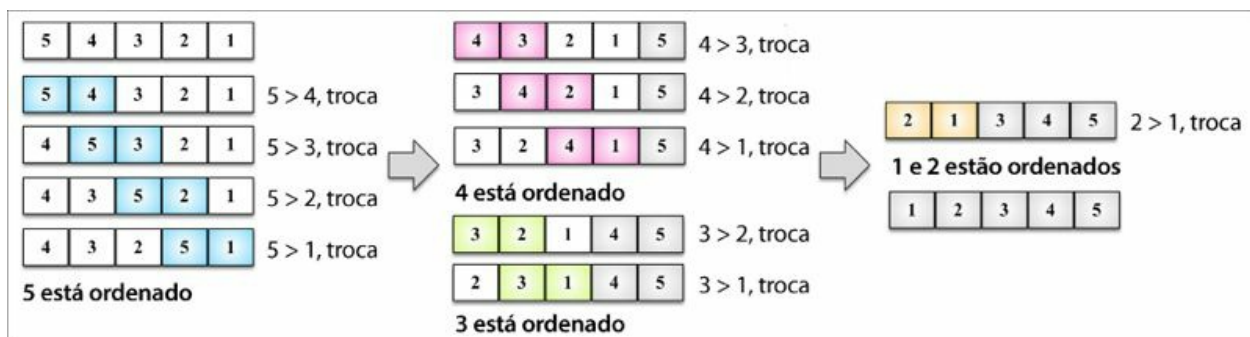 5 4 3 2 1
5 4 3 2 1 5 > 4, troca
4 5 3 2 1 5 > 3, troca
4 3 5 2 1 5 > 2, troca
4 3 2 5 1 5 > 1, troca
5 está ordenado
4 3 2 1 5 4 > 3, troca
3 4 2 1 5 4 > 2, troca
3 2 4 1 5 4 > 1, troca
4 está ordenado
3 2 1 4 5 3 > 2, troca
2 3 1 4 5 3 > 1, troca
3 está ordenado
2 1 3 4 5 2 > 1, troca
1 e 2 estão ordenados
1 2 3 4 5